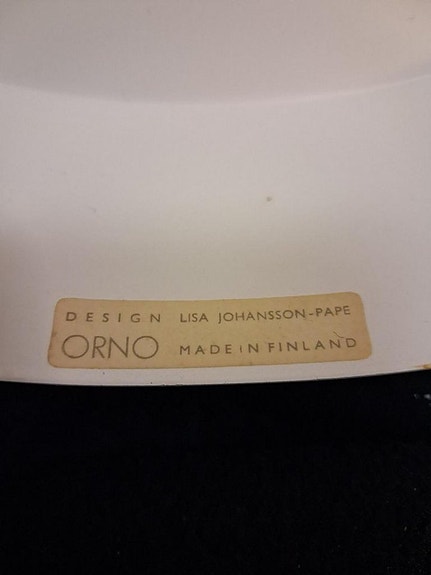 DESIGN LISA JOHANSSON-PAPE
ORNO MADE IN FINLAND